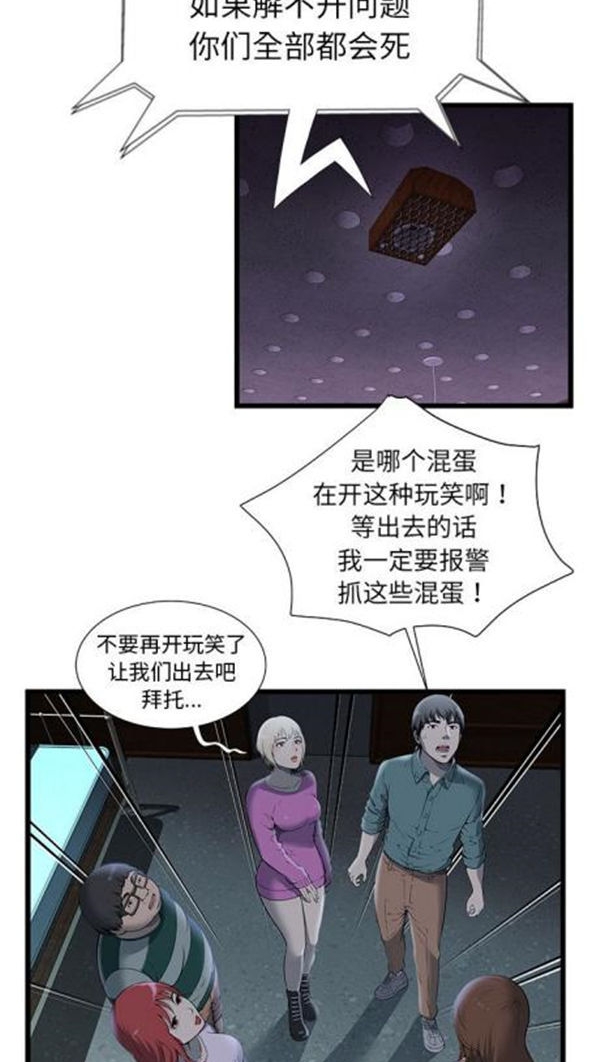 如果解不开问题
你们全部都会死
是哪个混蛋
在开这种玩笑啊！
等出去的话
我一定要报警
抓这些混蛋！
不要再开玩笑了
让我们出去吧
拜托...